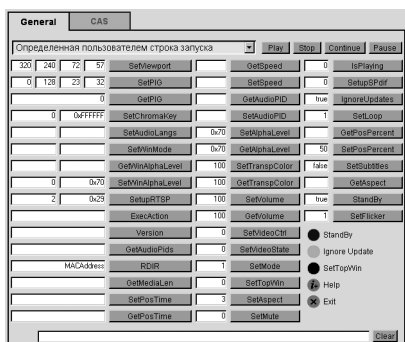 General CAS
Определенная пользователем строка запуска Play Stop Continue Pause
320 240 72 57 SetViewport GetSpeed 0 IsPlaying
0 128 23 32 SetPIG SetSpeed 0 SetupSPdif
0 GetPIG GetAudioPID true IgnoreUpdates
0 0xFFFFFF SetChromaKey SetAudioPID 1 SetLoop
SetAudioLangs 0x70 SetAlphaLevel GetPosPercent
SetWinMode 0x70 GetAlphaLevel 50 SetPosPercent
GetWinAlphaLevel 100 SetTranspColor false SetSubtitles
0 0x70 SetWinAlphaLevel 100 GetTranspColor GetAspect
2 0x29 SetupRTSP 100 SetVolume true StandBy
ExecAction 100 GetVolume 1 SetFlicker
Version 0 SetVideoCtrl StandBy
GetAudioPids 0 SetVideoState Ignore Update
MACAddress RDIR 1 SetMode SetTopWin
GetMediaLen 0 SetTopWin i Help
SetPosTime 3 SetAspect X Exit
GetPosTime 0 SetMute
Clear